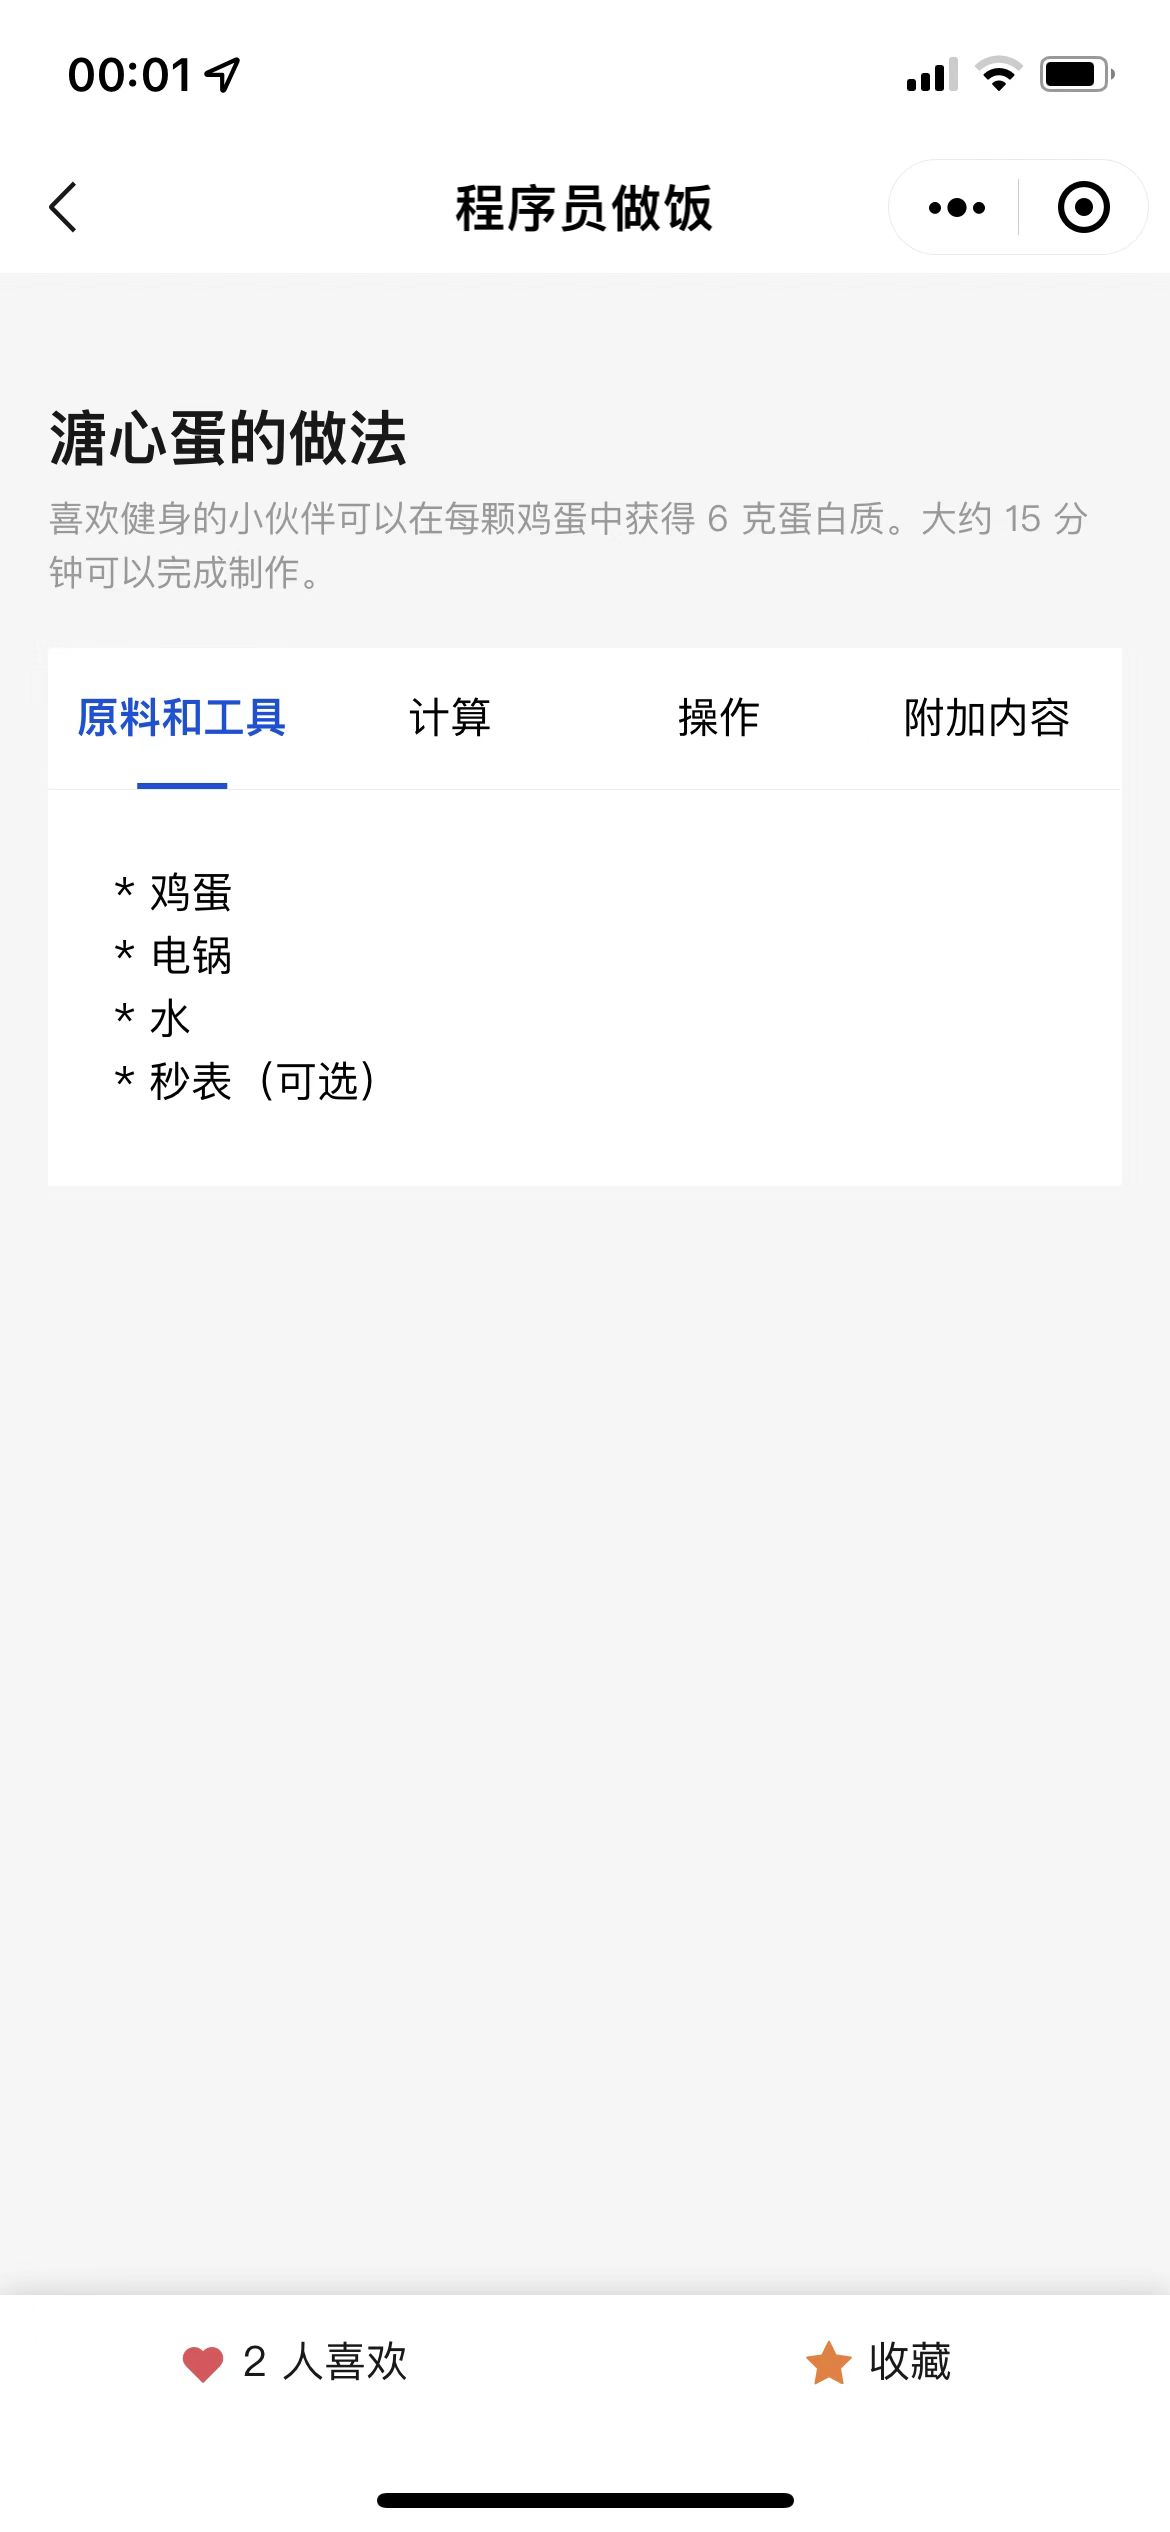 00:01
程序员做饭
溏心蛋的做法
喜欢健身的小伙伴可以在每颗鸡蛋中获得 6 克蛋白质。大约 15 分
钟可以完成制作。
原料和工具 计算 操作 附加内容
* 鸡蛋
* 电锅
* 水
* 秒表（可选）
2 人喜欢 收藏